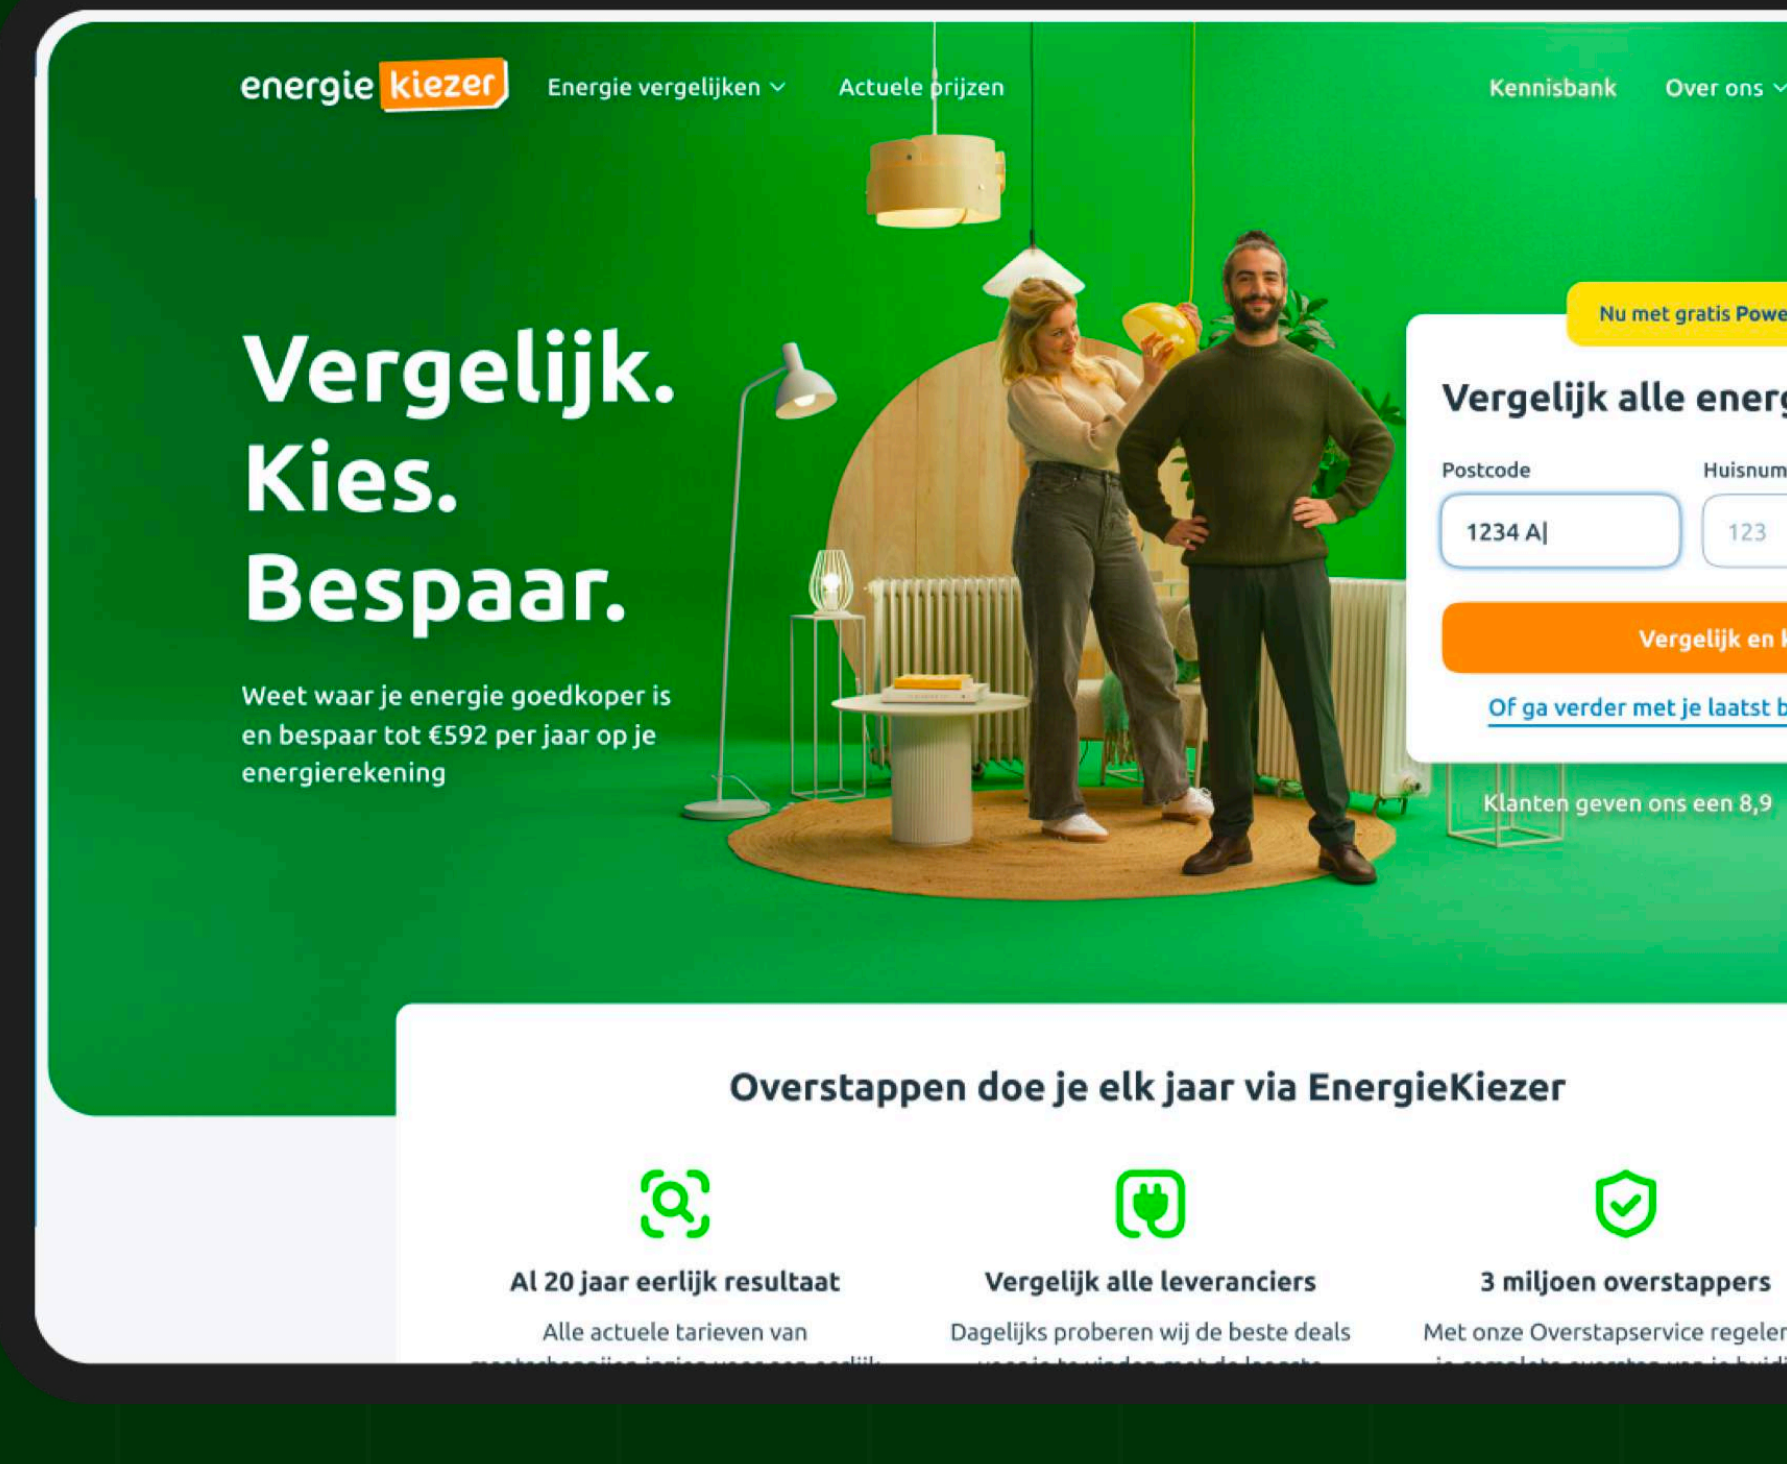 energie kiezer
Energie vergelijken
Actuele prijzen
Kennisbank
Over ons
Vergelijk.
Kies.
Bespaar.
Weet waar je energie goedkoper is
en bespaar tot €592 per jaar op je
energierekening
Nu met gratis
Vergelijk alle
Postcode
1234 A
123
Vergelijk en
Of ga verder met je laatst
Klanten geven ons een 8,9
Overstappen doe je elk jaar via EnergieKiezer
Al 20 jaar eerlijk resultaat
Alle actuele tarieven van
Vergelijk alle leveranciers
Dagelijks proberen wij de beste deals
3 miljoen overstappers
Met onze Overstapservice